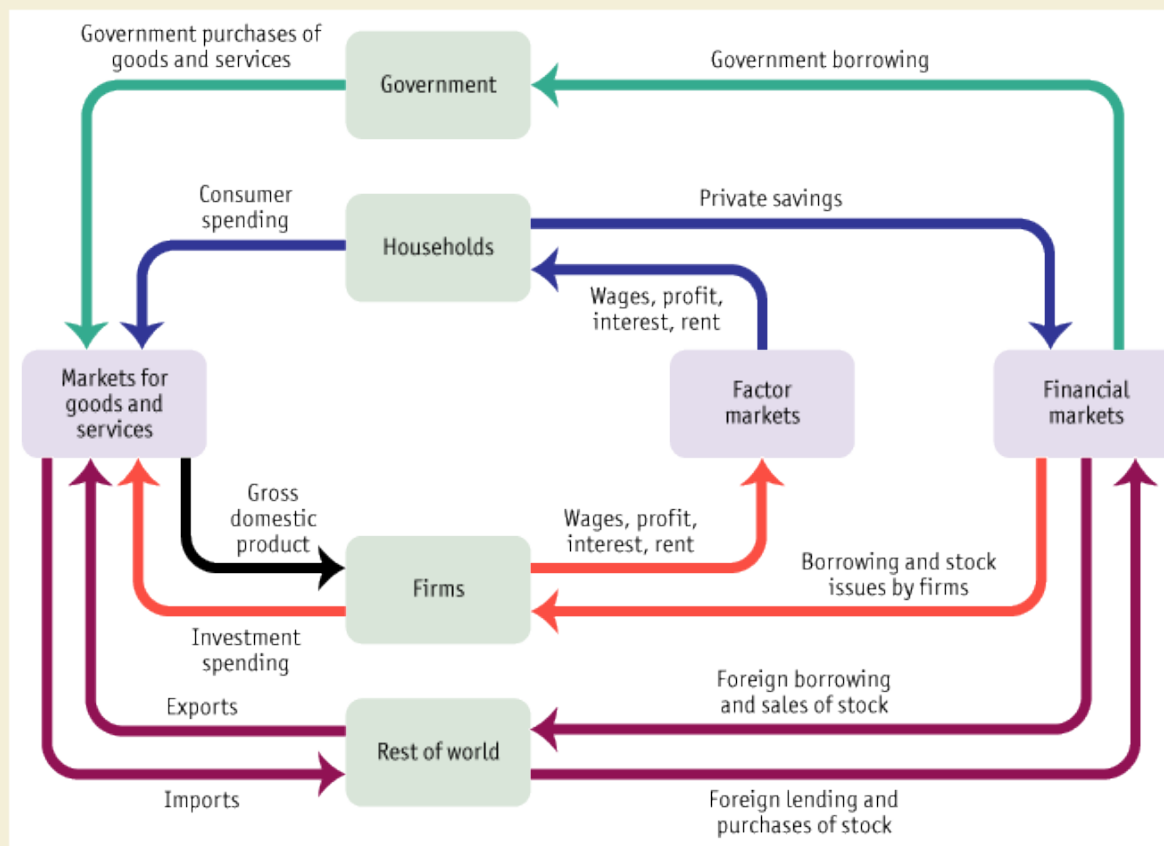 Government purchases of
goods and services
Government
Government borrowing
Consumer
spending
Households
Private savings
Wages, profit,
interest, rent
Markets for
goods and
services
Factor
markets
Financial
markets
Gross
domestic
product
Wages, profit,
interest, rent
Firms
Borrowing and stock
issues by firms
Investment
spending
Exports
Foreign borrowing
and sales of stock
Rest of world
Imports
Foreign lending and
purchases of stock